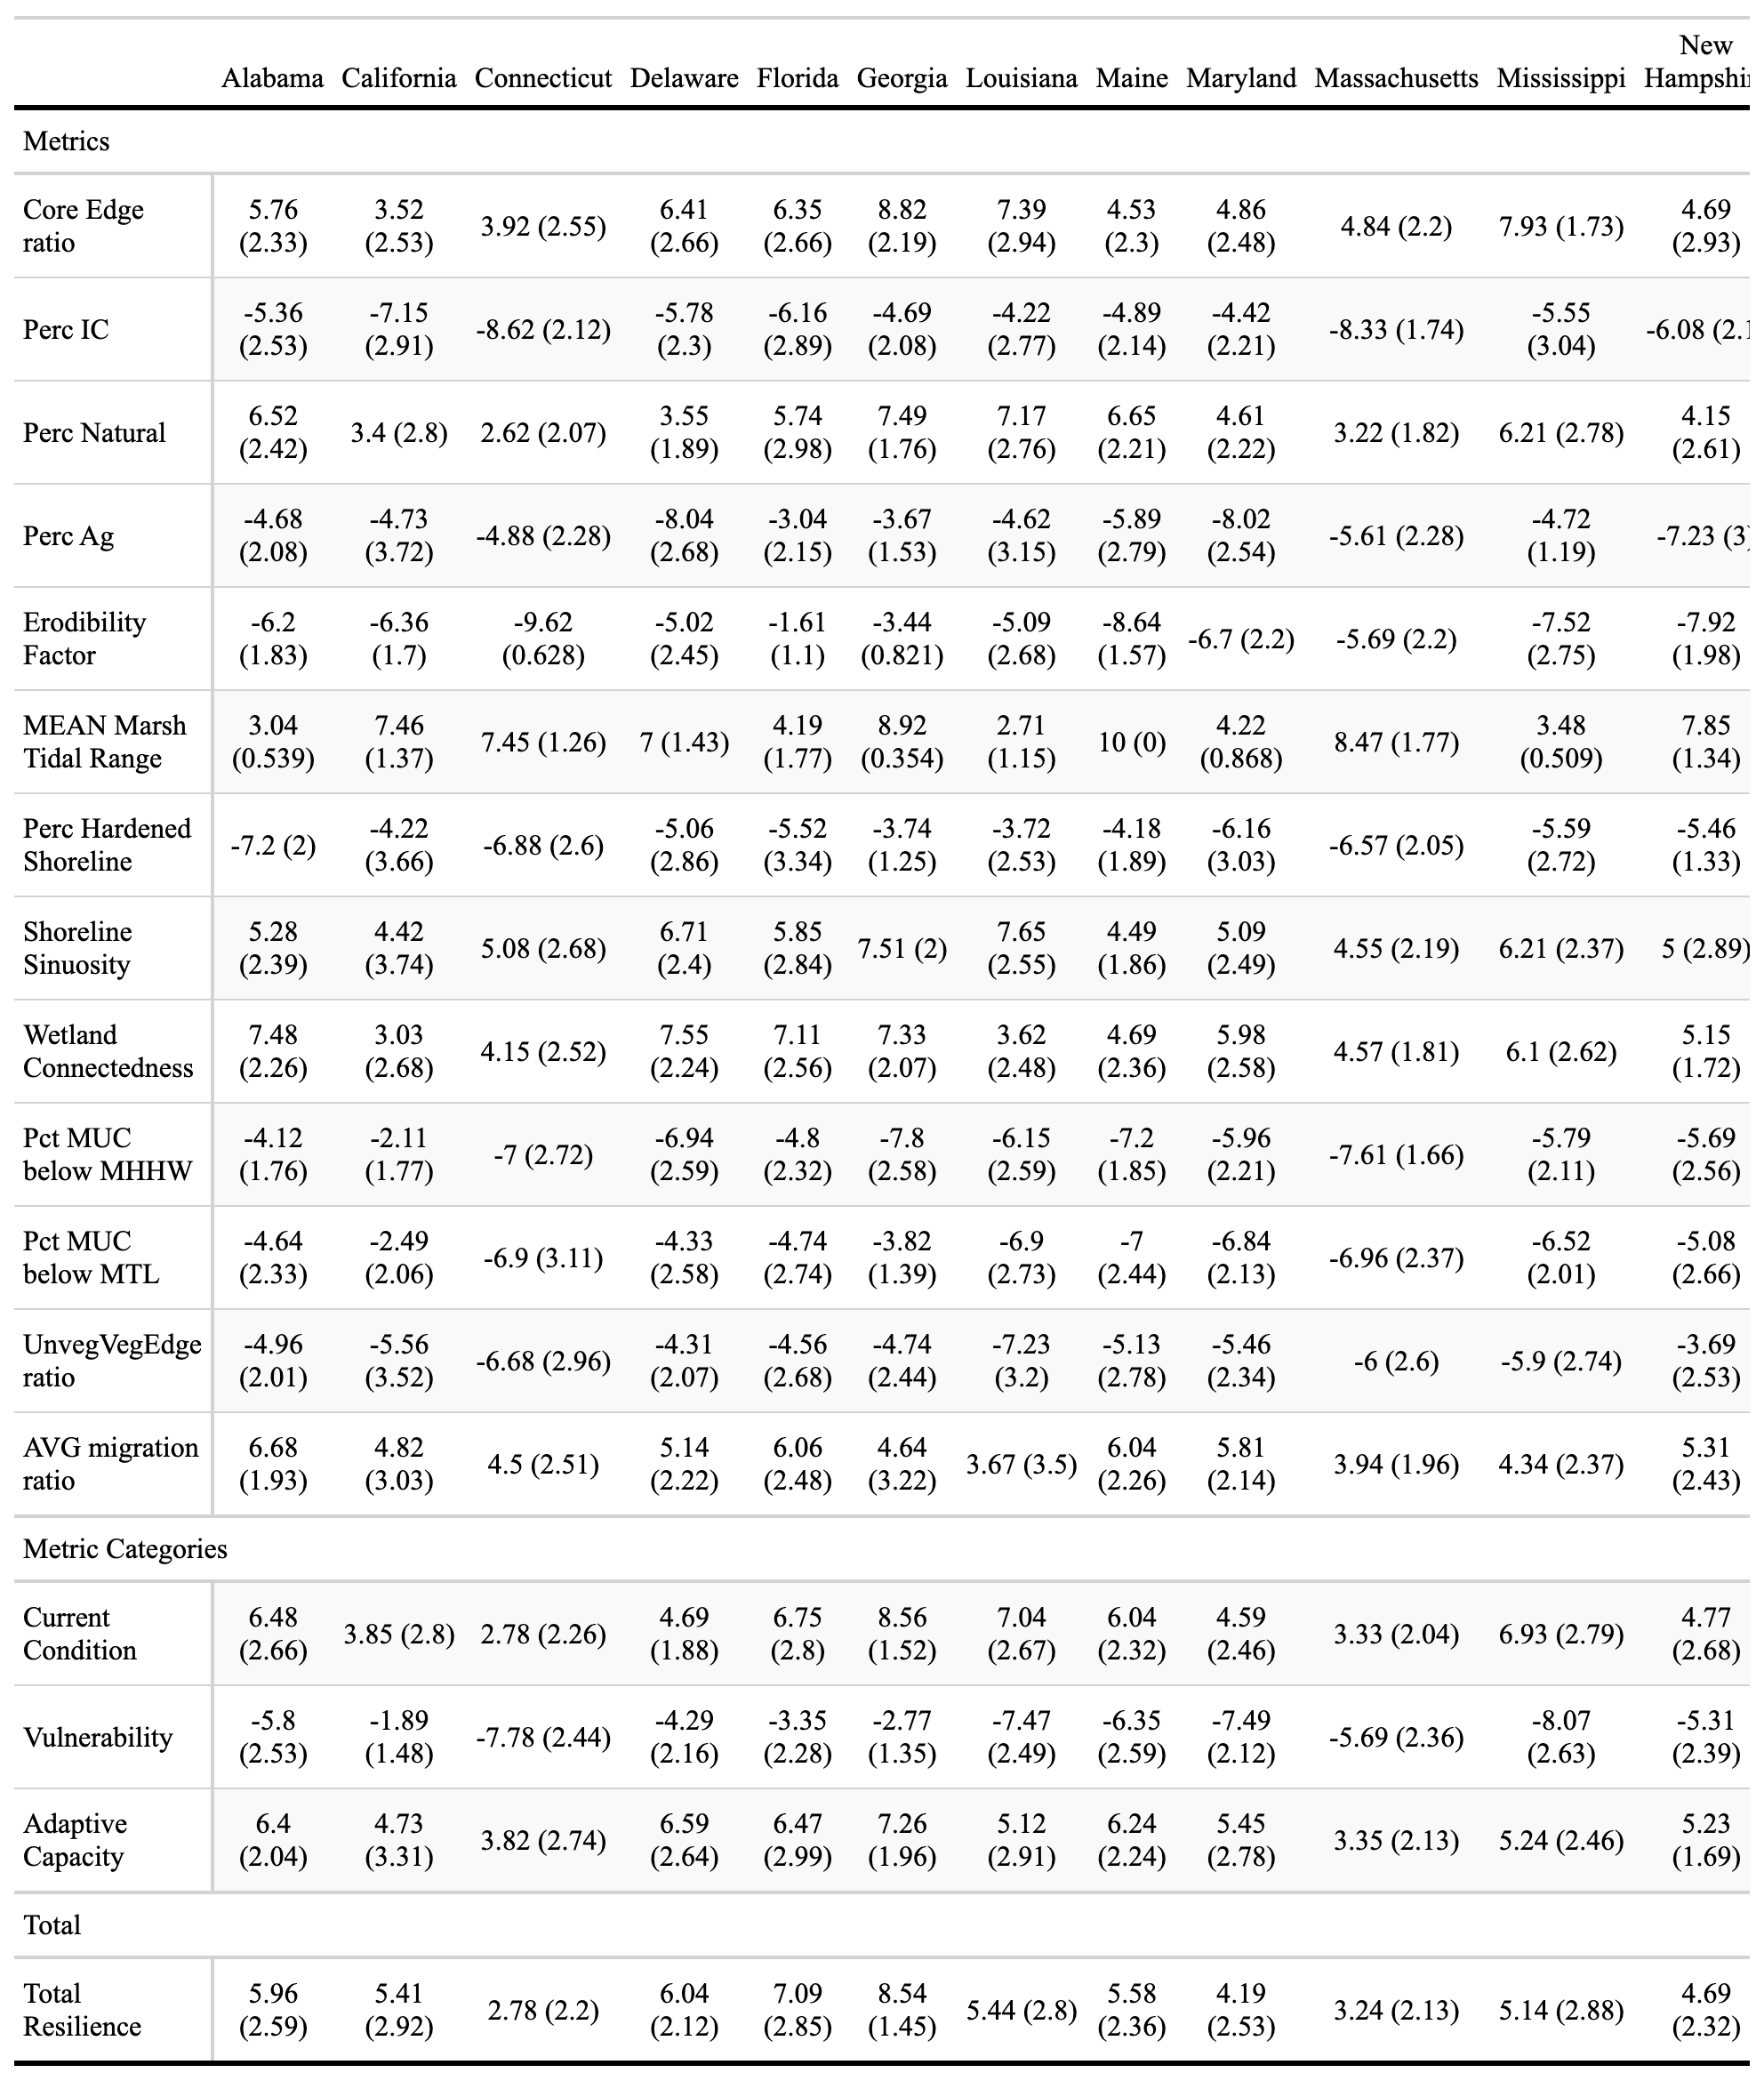 New
Alabama California Connecticut Delaware Florida Georgia Louisiana Maine Maryland Massachusetts Mississippi Hampshir
Metrics
Core Edge ratio 5.76 (2.33) 3.52 (2.53) 3.92 (2.55) 6.41 (2.66) 6.35 (2.66) 8.82 (2.19) 7.39 (2.94) 4.53 (2.3) 4.86 (2.48) 4.84 (2.2) 7.93 (1.73) 4.69 (2.93)
Perc IC -5.36 (2.53) -7.15 (2.91) -8.62 (2.12) -5.78 (2.3) -6.16 (2.89) -4.69 (2.08) -4.22 (2.77) -4.89 (2.14) -4.42 (2.21) -8.33 (1.74) -5.55 (3.04) -6.08 (2.1
Perc Natural 6.52 (2.42) 3.4 (2.8) 2.62 (2.07) 3.55 (1.89) 5.74 (2.98) 7.49 (1.76) 7.17 (2.76) 6.65 (2.21) 4.61 (2.22) 3.22 (1.82) 6.21 (2.78) 4.15 (2.61)
Perc Ag -4.68 (2.08) -4.73 (3.72) -4.88 (2.28) -8.04 (2.68) -3.04 (2.15) -3.67 (1.53) -4.62 (3.15) -5.89 (2.79) -8.02 (2.54) -5.61 (2.28) -4.72 (1.19) -7.23 (3)
Erodibility Factor -6.2 (1.83) -6.36 (1.7) -9.62 (0.628) -5.02 (2.45) -1.61 (1.1) -3.44 (0.821) -5.09 (2.68) -8.64 (1.57) -6.7 (2.2) -5.69 (2.2) -7.52 (2.75) -7.92 (1.98)
MEAN Marsh Tidal Range 3.04 (0.539) 7.46 (1.37) 7.45 (1.26) 7 (1.43) 4.19 (1.77) 8.92 (0.354) 2.71 (1.15) 10 (0) 4.22 (0.868) 8.47 (1.77) 3.48 (0.509) 7.85 (1.34)
Perc Hardened Shoreline -7.2 (2) -4.22 (3.66) -6.88 (2.6) -5.06 (2.86) -5.52 (3.34) -3.74 (1.25) -3.72 (2.53) -4.18 (1.89) -6.16 (3.03) -6.57 (2.05) -5.59 (2.72) -5.46 (1.33)
Shoreline Sinuosity 5.28 (2.39) 4.42 (3.74) 5.08 (2.68) 6.71 (2.4) 5.85 (2.84) 7.51 (2) 7.65 (2.55) 4.49 (1.86) 5.09 (2.49) 4.55 (2.19) 6.21 (2.37) 5 (2.89)
Wetland Connectedness 7.48 (2.26) 3.03 (2.68) 4.15 (2.52) 7.55 (2.24) 7.11 (2.56) 7.33 (2.07) 3.62 (2.48) 4.69 (2.36) 5.98 (2.58) 4.57 (1.81) 6.1 (2.62) 5.15 (1.72)
Pct MUC below MHHW -4.12 (1.76) -2.11 (1.77) -7 (2.72) -6.94 (2.59) -4.8 (2.32) -7.8 (2.58) -6.15 (2.59) -7.2 (1.85) -5.96 (2.21) -7.61 (1.66) -5.79 (2.11) -5.69 (2.56)
Pct MUC below MTL -4.64 (2.33) -2.49 (2.06) -6.9 (3.11) -4.33 (2.58) -4.74 (2.74) -3.82 (1.39) -6.9 (2.73) -7 (2.44) -6.84 (2.13) -6.96 (2.37) -6.52 (2.01) -5.08 (2.66)
UnvegVegEdge ratio -4.96 (2.01) -5.56 (3.52) -6.68 (2.96) -4.31 (2.07) -4.56 (2.68) -4.74 (2.44) -7.23 (3.2) -5.13 (2.78) -5.46 (2.34) -6 (2.6) -5.9 (2.74) -3.69 (2.53)
AVG migration ratio 6.68 (1.93) 4.82 (3.03) 4.5 (2.51) 5.14 (2.22) 6.06 (2.48) 4.64 (3.22) 3.67 (3.5) 6.04 (2.26) 5.81 (2.14) 3.94 (1.96) 4.34 (2.37) 5.31 (2.43)
Metric Categories
Current Condition 6.48 (2.66) 3.85 (2.8) 2.78 (2.26) 4.69 (1.88) 6.75 (2.8) 8.56 (1.52) 7.04 (2.67) 6.04 (2.32) 4.59 (2.46) 3.33 (2.04) 6.93 (2.79) 4.77 (2.68)
Vulnerability -5.8 (2.53) -1.89 (1.48) -7.78 (2.44) -4.29 (2.16) -3.35 (2.28) -2.77 (1.35) -7.47 (2.49) -6.35 (2.59) -7.49 (2.12) -5.69 (2.36) -8.07 (2.63) -5.31 (2.39)
Adaptive Capacity 6.4 (2.04) 4.73 (3.31) 3.82 (2.74) 6.59 (2.64) 6.47 (2.99) 7.26 (1.96) 5.12 (2.91) 6.24 (2.24) 5.45 (2.78) 3.35 (2.13) 5.24 (2.46) 5.23 (1.69)
Total
Total Resilience 5.96 (2.59) 5.41 (2.92) 2.78 (2.2) 6.04 (2.12) 7.09 (2.85) 8.54 (1.45) 5.44 (2.8) 5.58 (2.36) 4.19 (2.53) 3.24 (2.13) 5.14 (2.88) 4.69 (2.32)